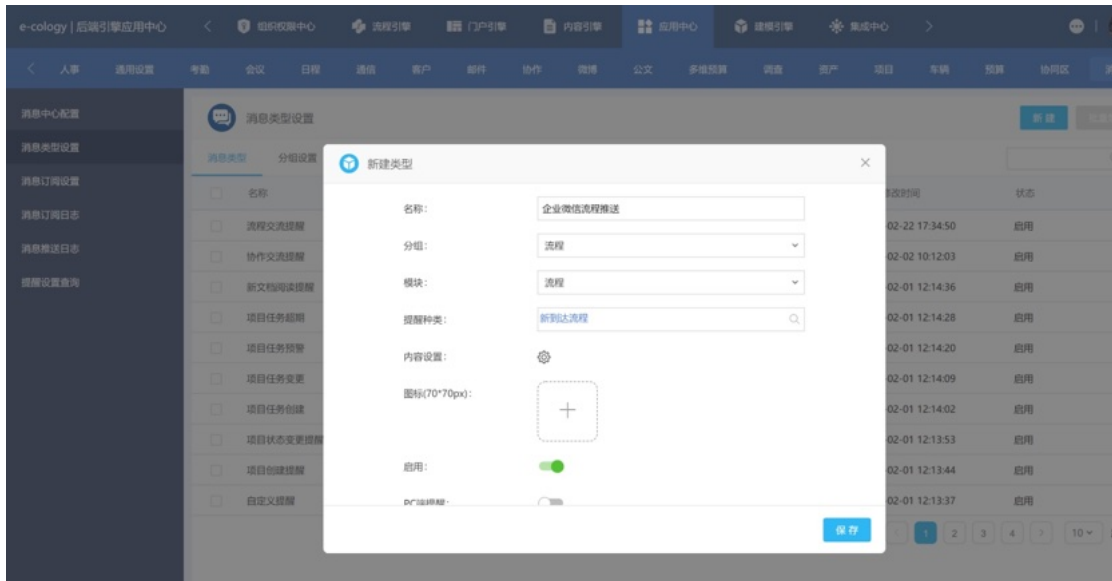 e-cology | 后端引擎应用中心 组织权限中心 流程引擎 门户引擎 内容引擎 应用中心 建模引擎 集成中心
人事 通用设置 考勤 会议 日程 通信 客户 邮件 协作 微博 公文 多维预算 调查 资产 项目 车辆 预算 协同区
消息中心配置
消息类型设置
消息订阅设置
消息订阅日志
消息推送日志
提醒设置查询
消息类型设置 新建
消息类型 分组设置
名称 修改时间 状态
流程交流提醒 02-22 17:34:50 启用
协作交流提醒 02-02 10:12:03 启用
新文档阅读提醒 02-01 12:14:36 启用
项目任务超期 02-01 12:14:28 启用
项目任务预警 02-01 12:14:20 启用
项目任务变更 02-01 12:14:09 启用
项目任务创建 02-01 12:14:02 启用
项目状态变更提醒 02-01 12:13:53 启用
项目创建提醒 02-01 12:13:44 启用
自定义提醒 02-01 12:13:37 启用
1 2 3 4 10
新建类型
名称: 企业微信流程推送
分组: 流程
模块: 流程
提醒种类: 新到达流程
内容设置:
图标(70*70px):
启用:
PC端提醒:
保存